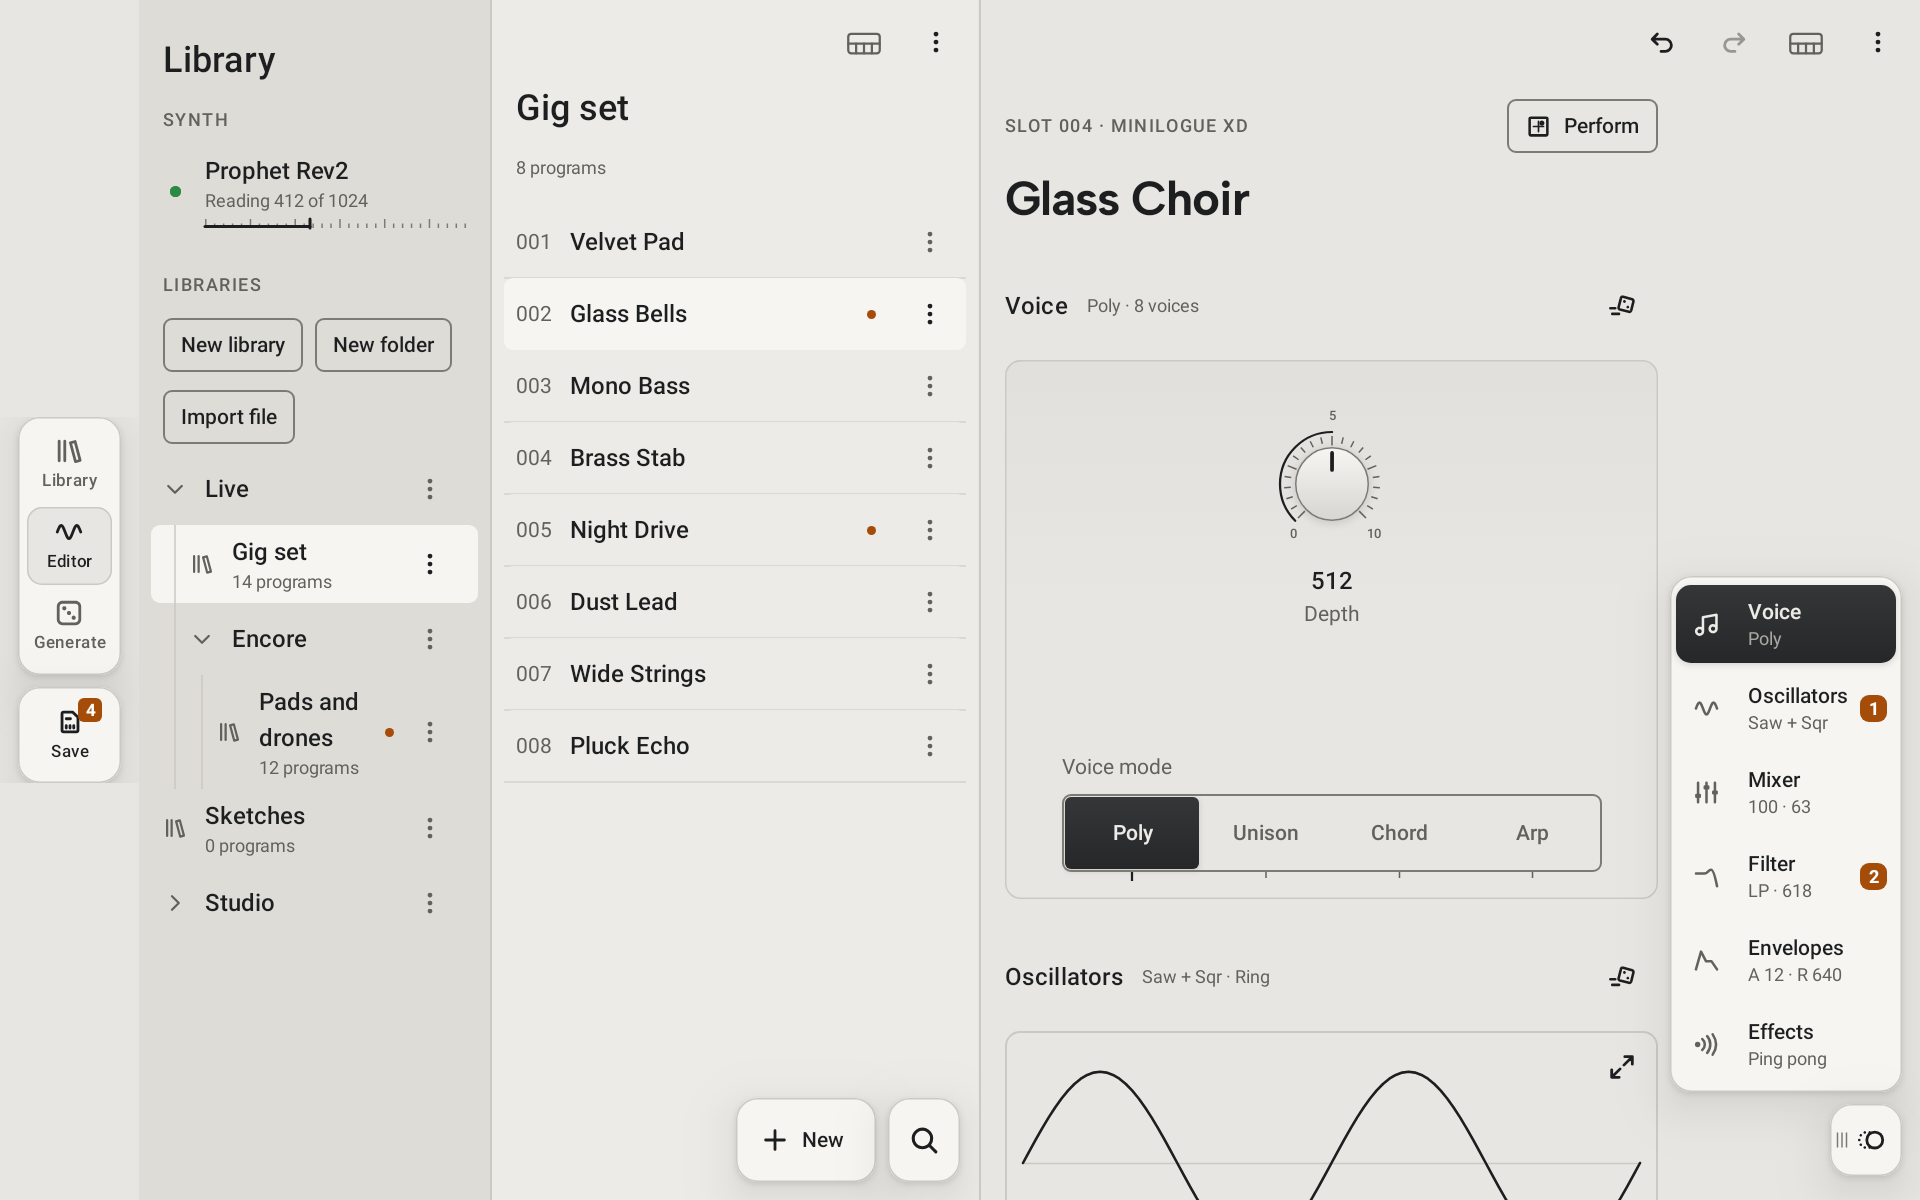 Library
Editor
Generate
4
Save
Library
SYNTH
Prophet Rev2
Reading 412 of 1024
LIBRARIES
New library
New folder
Import file
Live
Gig set
14 programs
Encore
Pads and
drones
12 programs
Sketches
0 programs
Studio
Gig set
8 programs
001 Velvet Pad
002 Glass Bells
003 Mono Bass
004 Brass Stab
005 Night Drive
006 Dust Lead
007 Wide Strings
008 Pluck Echo
New
SLOT 004 · MINILOGUE XD
Perform
Glass Choir
Voice Poly · 8 voices
5
0 10
512
Depth
Voice mode
Poly Unison Chord Arp
Oscillators Saw + Sqr · Ring
Voice
Poly
Oscillators
Saw + Sqr
1
Mixer
100 · 63
Filter
LP · 618
2
Envelopes
A 12 · R 640
Effects
Ping pong